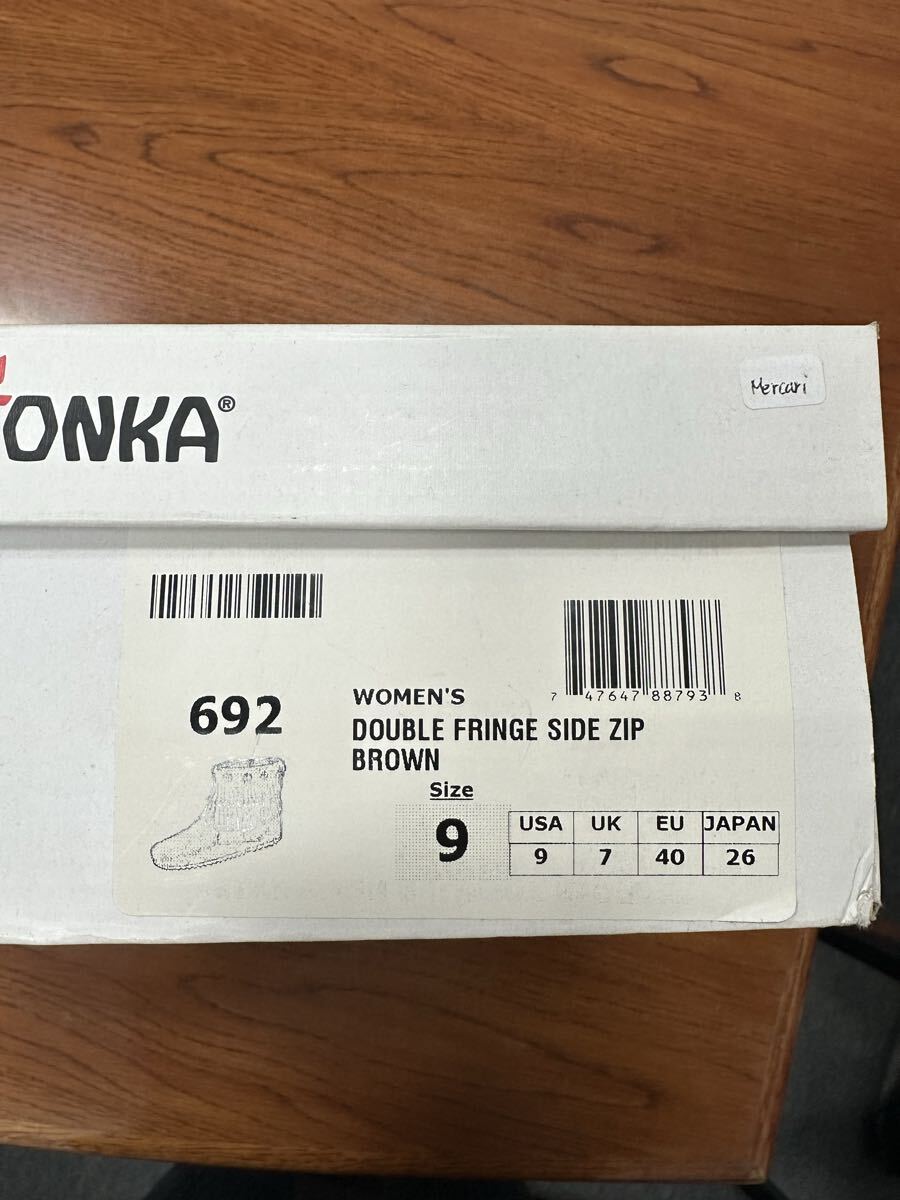 TONKA®
Mercari
692
7 47647 88793 8
WOMEN'S
DOUBLE FRINGE SIDE ZIP
BROWN
Size
9
USA UK EU JAPAN
9 7 40 26